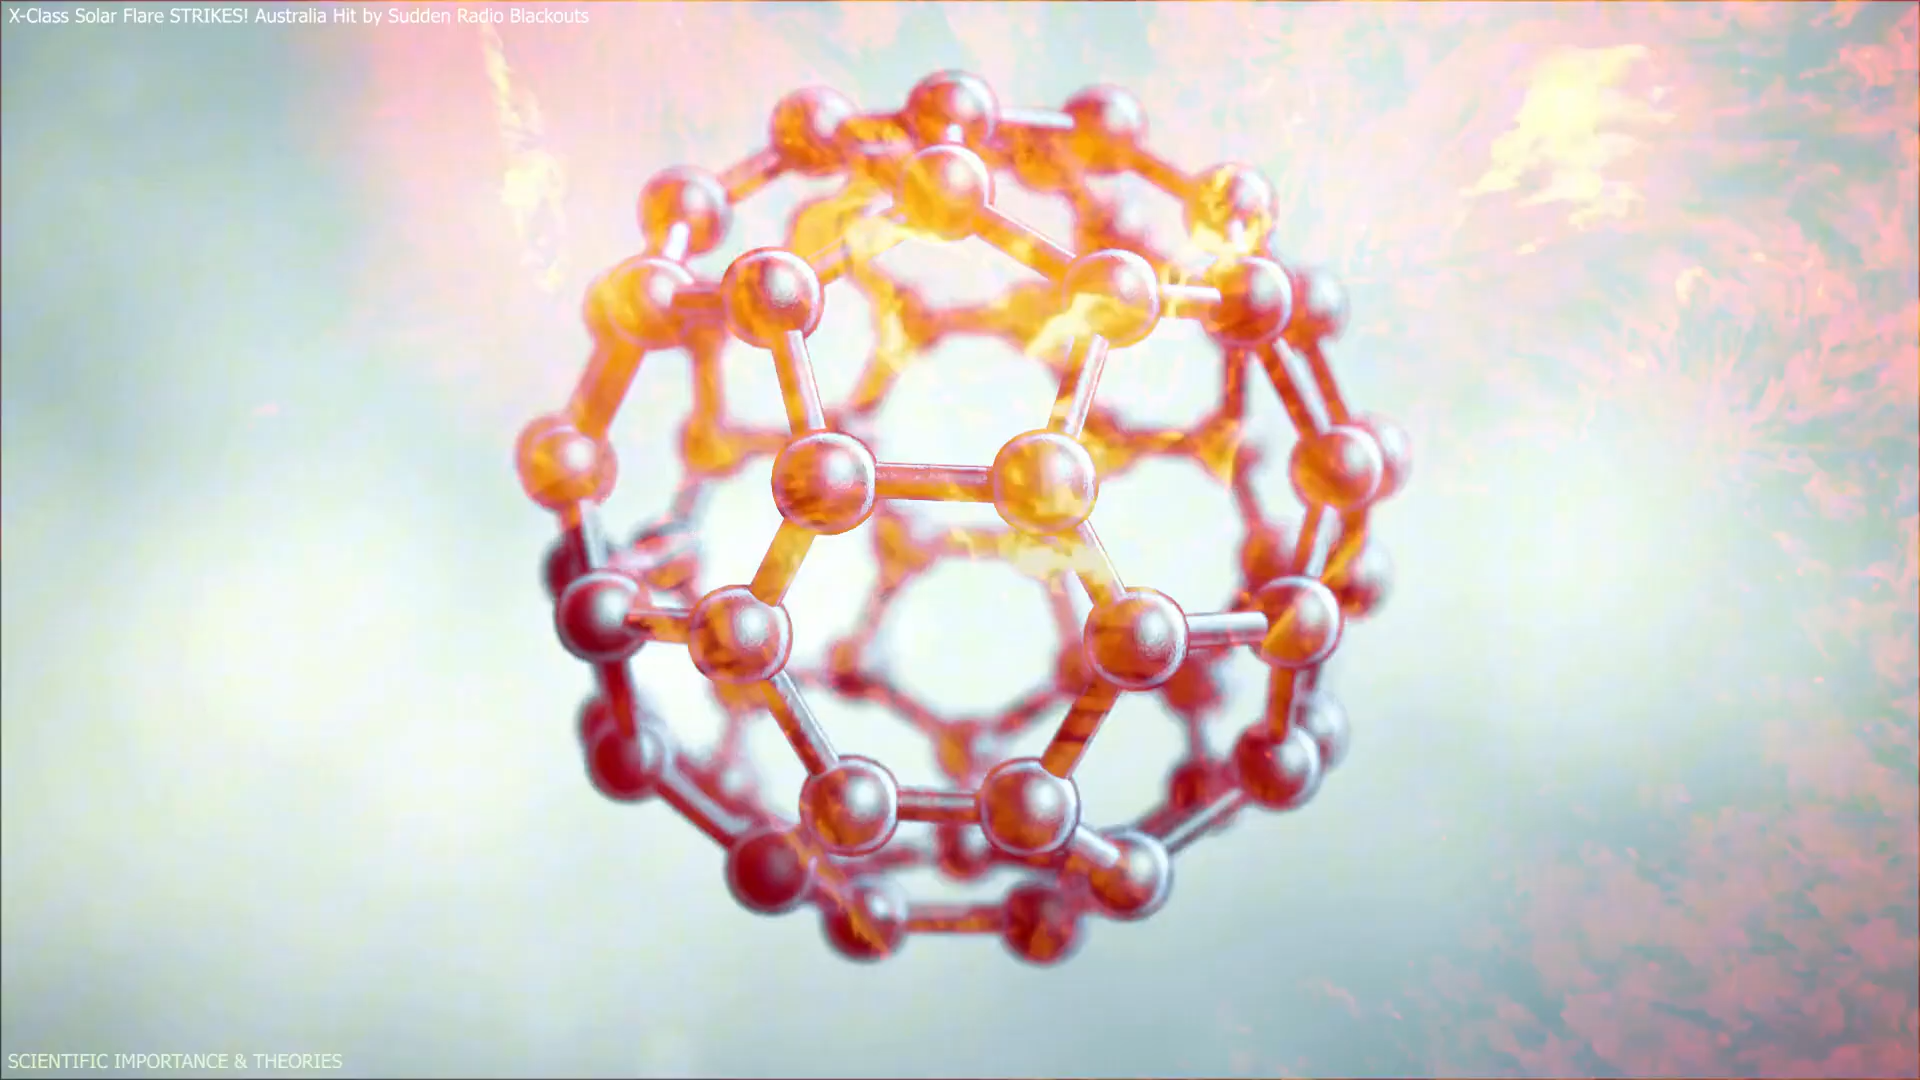 X-Class Solar Flare STRIKES! Australia Hit by Sudden Radio Blackouts
SCIENTIFIC IMPORTANCE & THEORIES